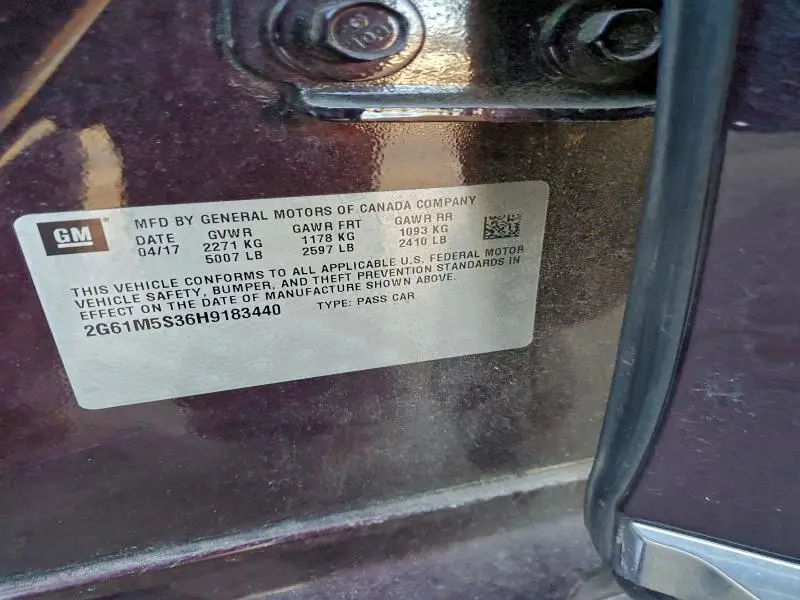 GM
MFD BY GENERAL MOTORS OF CANADA COMPANY
DATE GVWR GAWR FRT GAWR RR
04/17 2271 KG 1178 KG 1093 KG
5007 LB 2597 LB 2410 LB
THIS VEHICLE CONFORMS TO ALL APPLICABLE U.S. FEDERAL MOTOR
VEHICLE SAFETY, BUMPER, AND THEFT PREVENTION STANDARDS IN
EFFECT ON THE DATE OF MANUFACTURE SHOWN ABOVE.
2G61M5S36H9183440 TYPE: PASS CAR